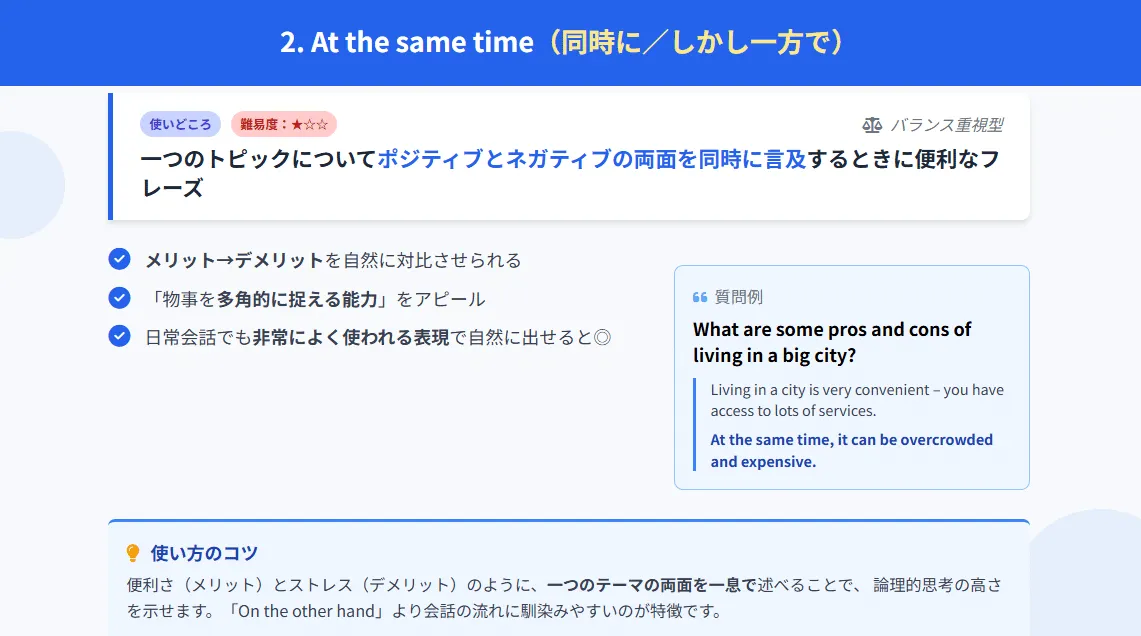 2. At the same time（同時に／しかし一方で）
使いどころ 難易度：★☆☆
バランス重視型
一つのトピックについてポジティブとネガティブの両面を同時に言及するときに便利なフ
レーズ
メリット→デメリットを自然に対比させられる
「物事を多角的に捉える能力」をアピール
日常会話でも非常によく使われる表現で自然に出せると◎
質問例
What are some pros and cons of
living in a big city?
Living in a city is very convenient – you have
access to lots of services.
At the same time, it can be overcrowded
and expensive.
使い方のコツ
便利さ（メリット）とストレス（デメリット）のように、一つのテーマの両面を一息で述べることで、 論理的思考の高さ
を示せます。「On the other hand」より会話の流れに馴染みやすいのが特徴です。